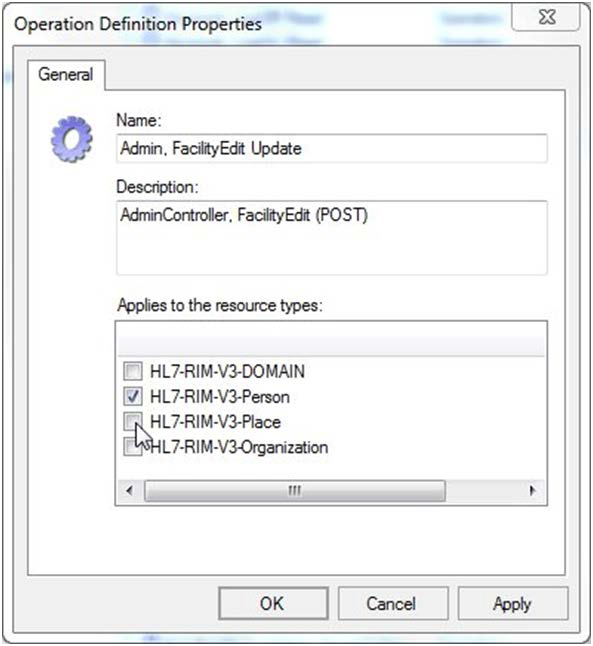 Operation Definition Properties
General
Name:
Admin, FacilityEdit Update
Description:
AdminController, FacilityEdit (POST)
Applies to the resource types:
HL7-RIM-V3-DOMAIN
HL7-RIM-V3-Person
HL7-RIM-V3-Place
HL7-RIM-V3-Organization
OK
Cancel
Apply